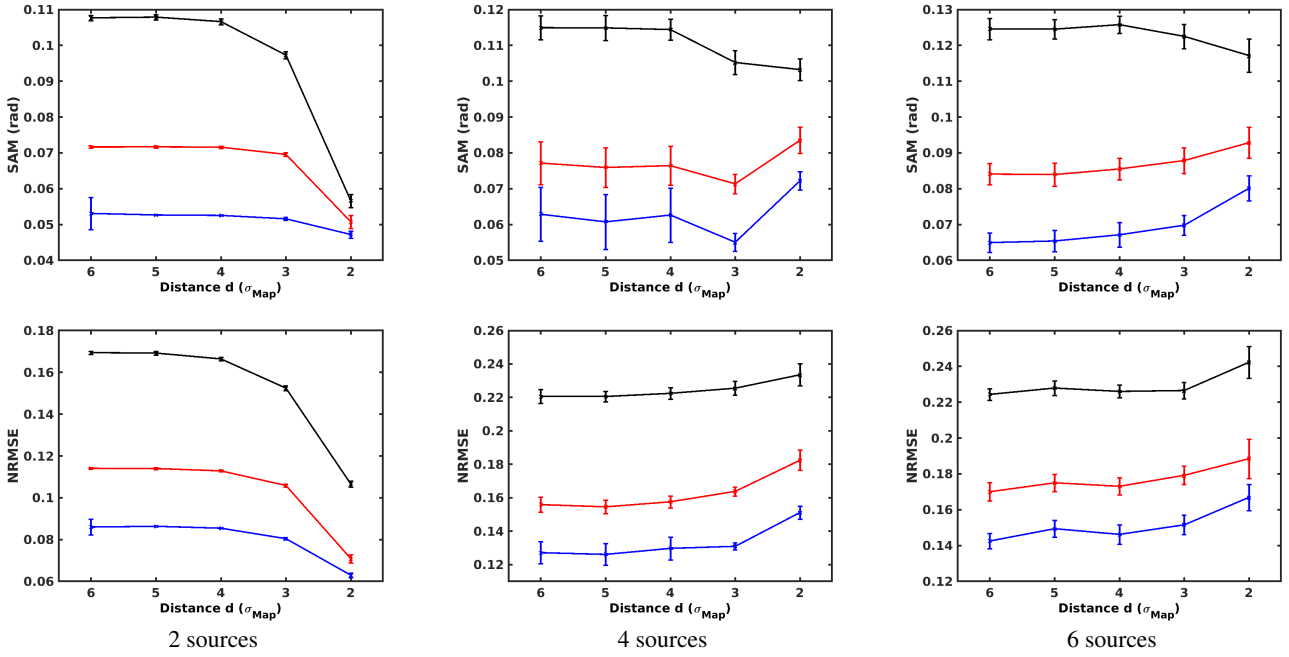 0.11
0.1
0.09
0.08
0.07
0.06
0.05
0.04
SAM (rad)
6 5 4 3 2
Distance d (σMap)
0.12
0.11
0.1
0.09
0.08
0.07
0.06
0.05
SAM (rad)
6 5 4 3 2
Distance d (σMap)
0.13
0.12
0.11
0.1
0.09
0.08
0.07
0.06
SAM (rad)
6 5 4 3 2
Distance d (σMap)
0.18
0.16
0.14
0.12
0.1
0.08
0.06
NRMSE
6 5 4 3 2
Distance d (σMap)
2 sources
0.26
0.24
0.22
0.2
0.18
0.16
0.14
0.12
NRMSE
6 5 4 3 2
Distance d (σMap)
4 sources
0.26
0.24
0.22
0.2
0.18
0.16
0.14
0.12
NRMSE
6 5 4 3 2
Distance d (σMap)
6 sources